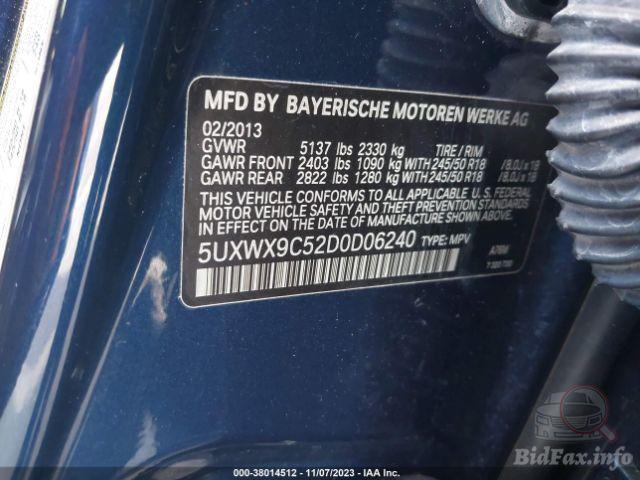 MFD BY BAYERISCHE MOTOREN WERKE AG
02/2013
GVWR 5137 lbs 2330 kg TIRE / RIM
GAWR FRONT 2403 lbs 1090 kg WITH 245/50 R18 /8.0J x 18
GAWR REAR 2822 lbs 1280 kg WITH 245/50 R18 /8.0J x 18
THIS VEHICLE CONFORMS TO ALL APPLICABLE U. S. FEDERAL
MOTOR VEHICLE SAFETY AND THEFT PREVENTION STANDARDS
IN EFFECT ON THE DATE OF MANUFACTURE SHOWN ABOVE.
5UXWX9C52D0D06240 TYPE: MPV
000-38014512 - 11/07/2023 - IAA Inc.
BidFax.info